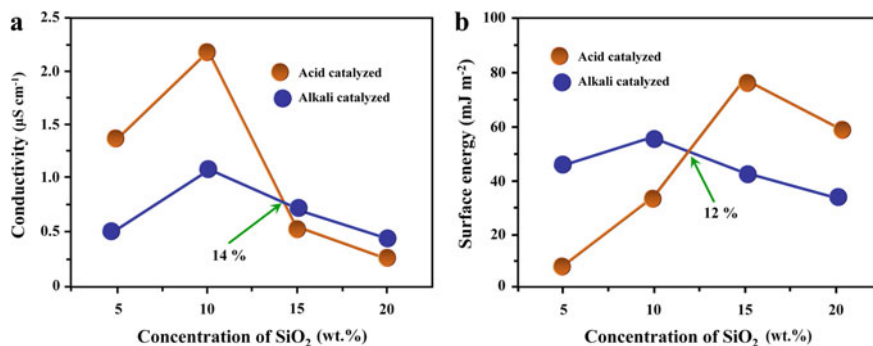 a
2.5
2.0
1.5
1.0
0.5
0
Conductivity (µS cm⁻¹)
Acid catalyzed
Alkali catalyzed
14 %
5 10 15 20
Concentration of SiO₂ (wt.%)
b
100
80
60
40
20
0
Surface energy (mJ m⁻²)
Acid catalyzed
Alkali catalyzed
12 %
5 10 15 20
Concentration of SiO₂ (wt.%)